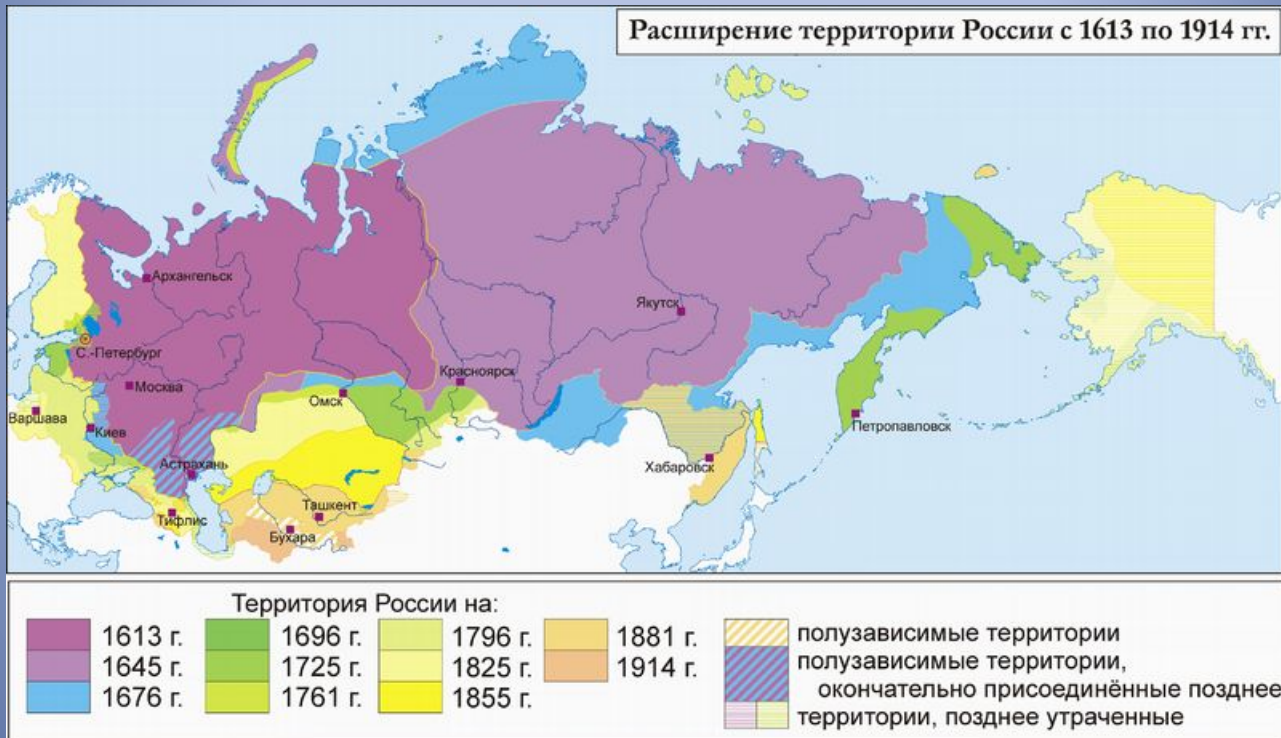 Расширение территории России с 1613 по 1914 гг.
Архангельск
Якутск
С.-Петербург
Красноярск
Москва
Омск
Варшава
Киев
Петропавловск
Астрахань
Хабаровск
Ташкент
Тифлис
Бухара
Территория России на:
1613 г.
1645 г.
1676 г.
1696 г.
1725 г.
1761 г.
1796 г.
1825 г.
1855 г.
1881 г.
1914 г.
полузависимые территории
полузависимые территории,
окончательно присоединённые позднее
территории, позднее утраченные